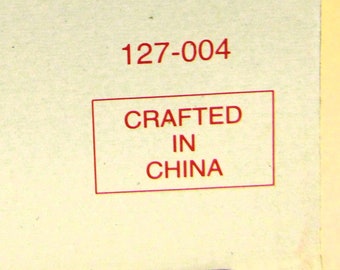 127-004
CRAFTED
IN
CHINA